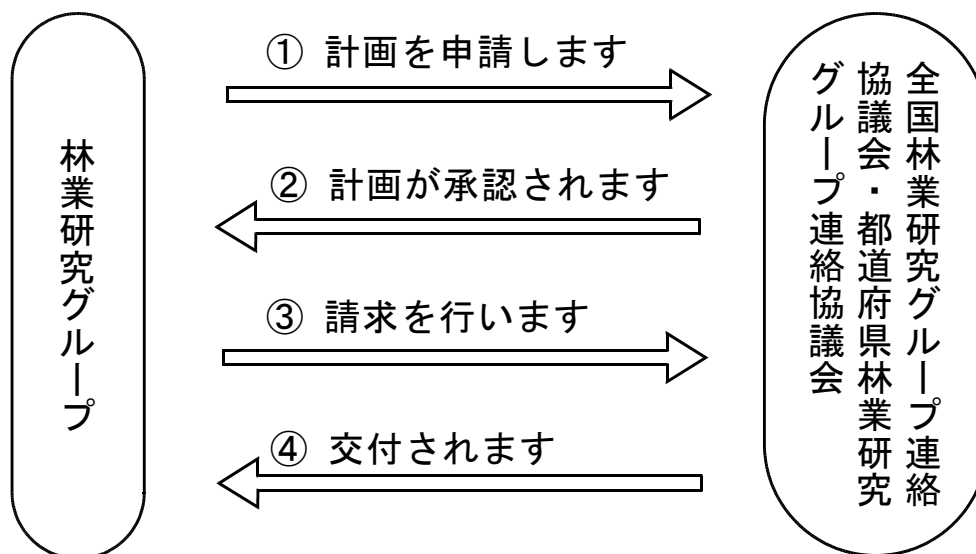 ① 計画を申請します
② 計画が承認されます
③ 請求を行います
④ 交付されます
林業研究グループ
全国林業研究グループ連絡
協議会・都道府県林業研究
グループ連絡協議会